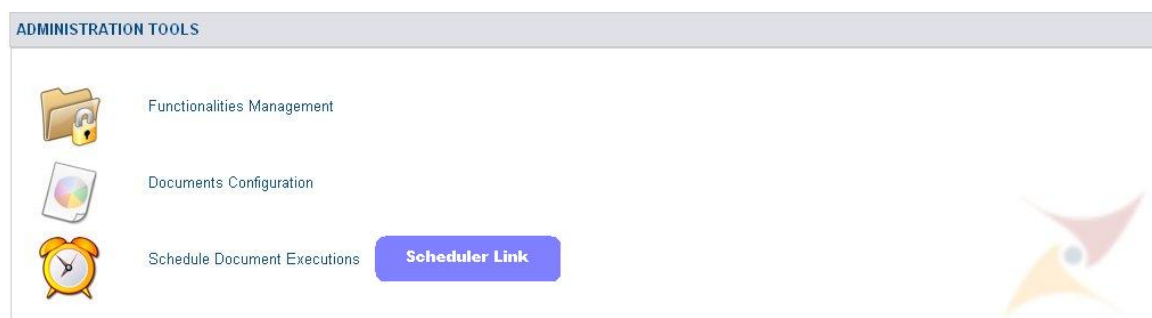 ADMINISTRATION TOOLS
Functionalities Management
Documents Configuration
Schedule Document Executions Scheduler Link